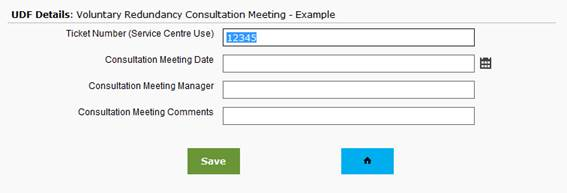 UDF Details: Voluntary Redundancy Consultation Meeting - Example
Ticket Number (Service Centre Use) 12345
Consultation Meeting Date
Consultation Meeting Manager
Consultation Meeting Comments
Save